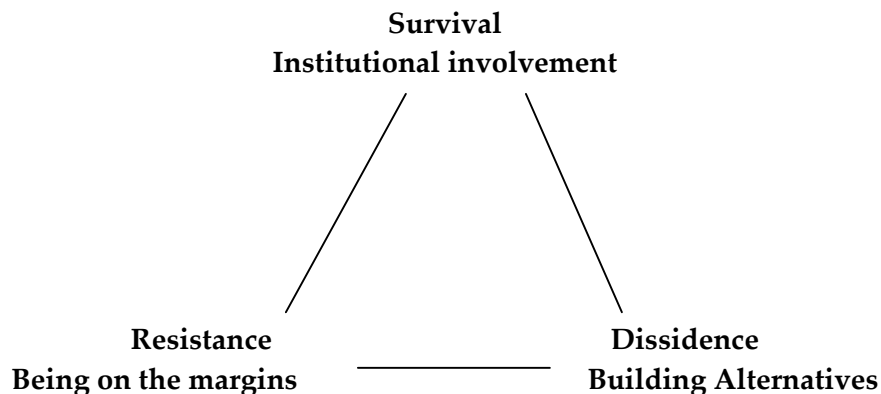 Survival
Institutional involvement
Resistance
Being on the margins
Dissidence
Building Alternatives